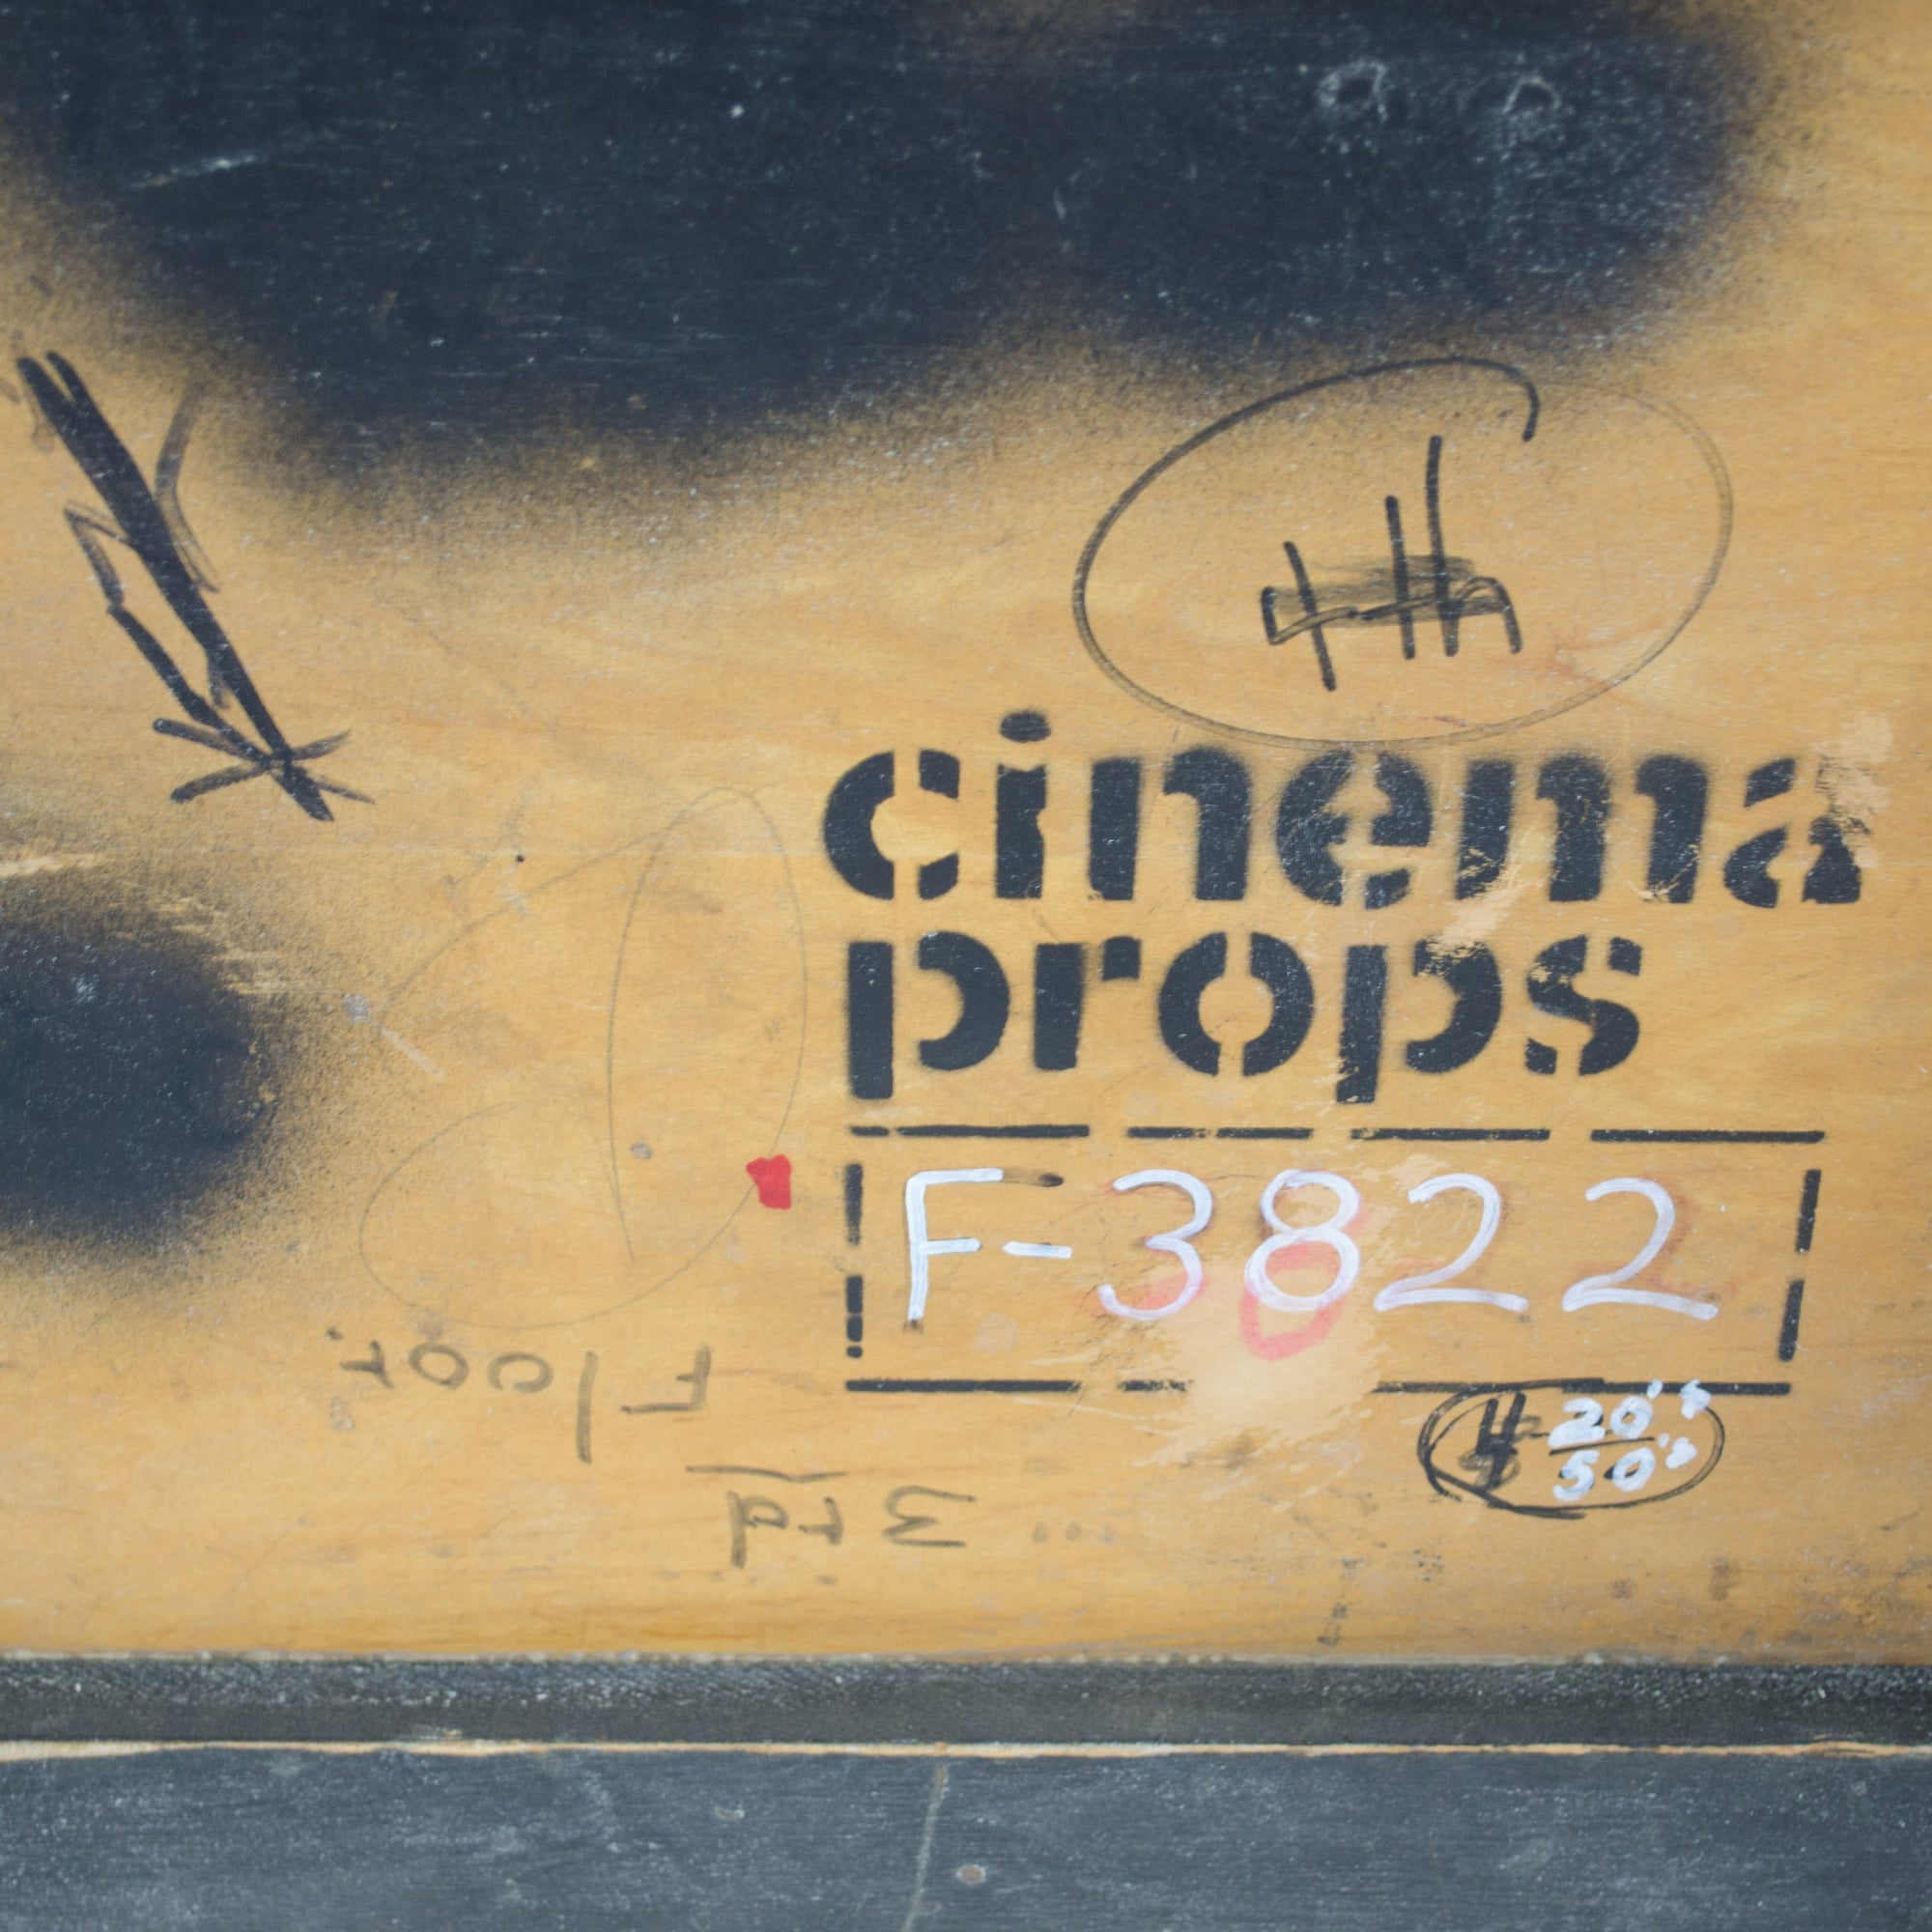 cinema
props
F-3822
20's
50's
3rd
Floor.